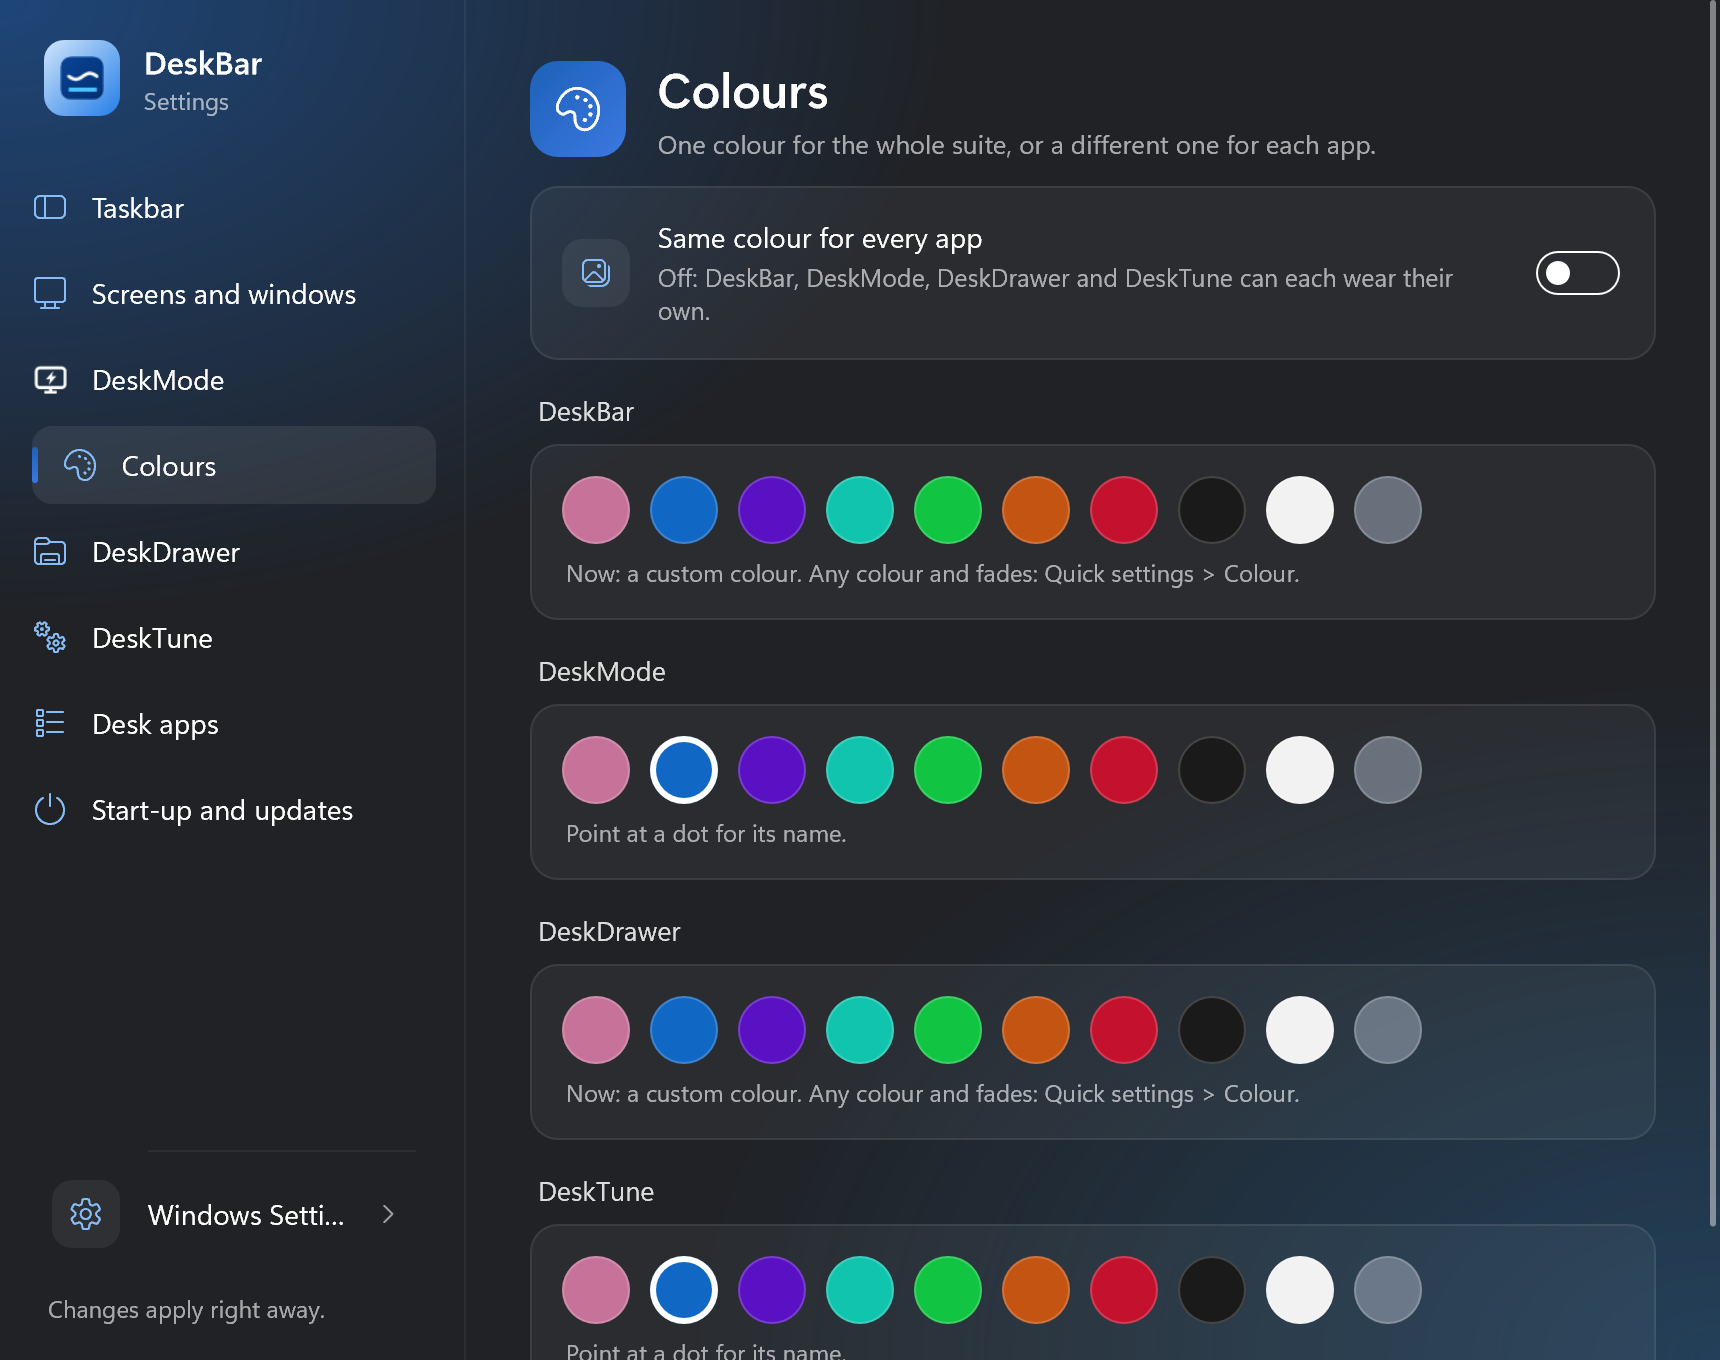 DeskBar
Settings
Taskbar
Screens and windows
DeskMode
Colours
DeskDrawer
DeskTune
Desk apps
Start-up and updates
Windows Setti...
Changes apply right away.
Colours
One colour for the whole suite, or a different one for each app.
Same colour for every app
Off: DeskBar, DeskMode, DeskDrawer and DeskTune can each wear their
own.
DeskBar
Now: a custom colour. Any colour and fades: Quick settings > Colour.
DeskMode
Point at a dot for its name.
DeskDrawer
Now: a custom colour. Any colour and fades: Quick settings > Colour.
DeskTune
Point at a dot for its name.